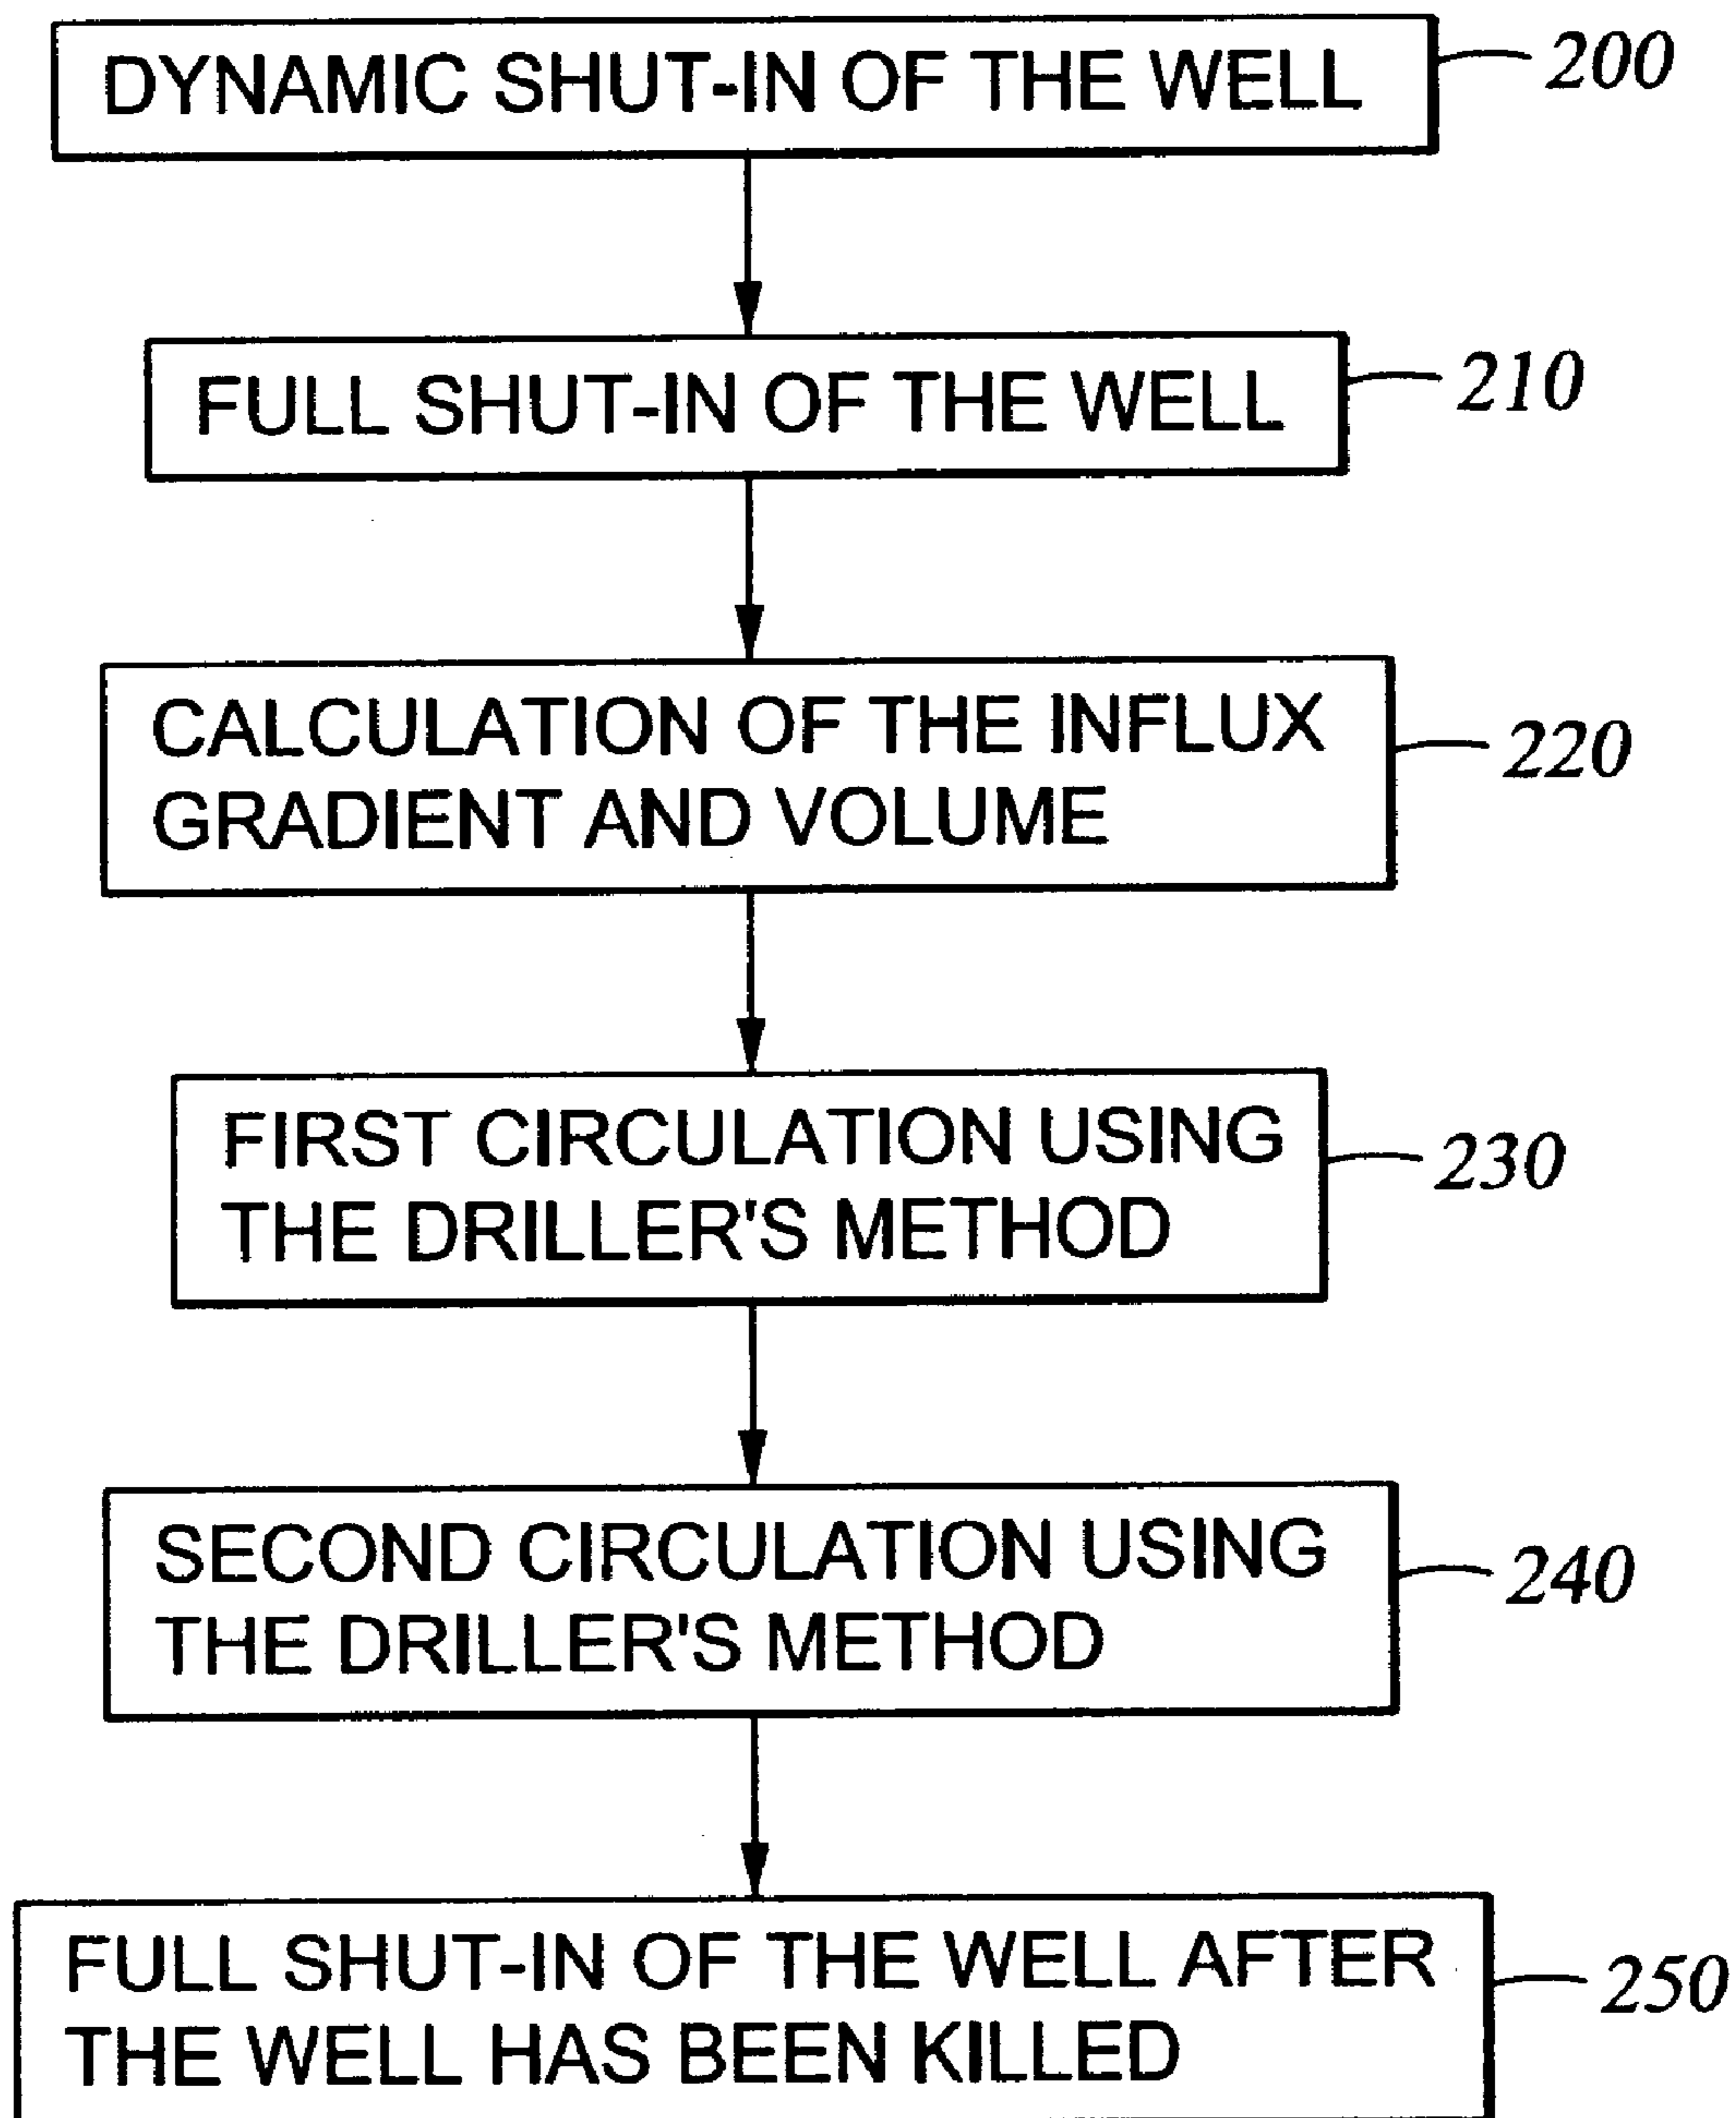 DYNAMIC SHUT-IN OF THE WELL
200
FULL SHUT-IN OF THE WELL
210
CALCULATION OF THE INFLUX
GRADIENT AND VOLUME
220
FIRST CIRCULATION USING
THE DRILLER'S METHOD
230
SECOND CIRCULATION USING
THE DRILLER'S METHOD
240
FULL SHUT-IN OF THE WELL AFTER
THE WELL HAS BEEN KILLED
250